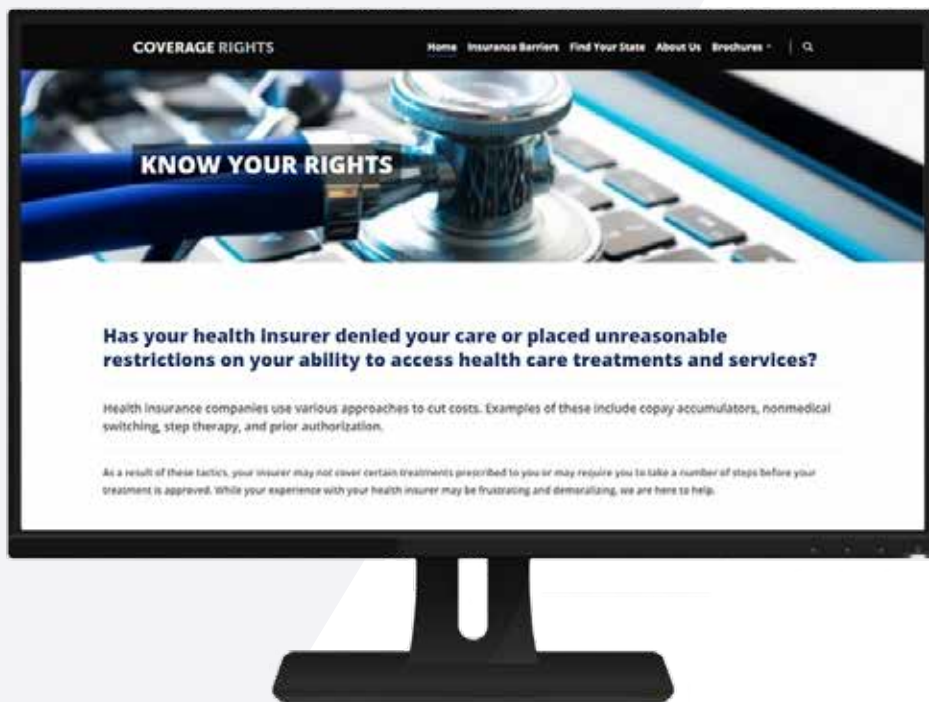 COVERAGE RIGHTS
Home Insurance Barriers Find Your State About Us Brochures
KNOW YOUR RIGHTS
Has your health insurer denied your care or placed unreasonable
restrictions on your ability to access health care treatments and services?
Health insurance companies use various approaches to cut costs. Examples of these include copay accumulators, nonmedical
switching, step therapy, and prior authorization.
As a result of these tactics, your insurer may not cover certain treatments prescribed to you or may require you to take a number of steps before your
treatment is approved. While your experience with your health insurer may be frustrating and demoralizing, we are here to help.